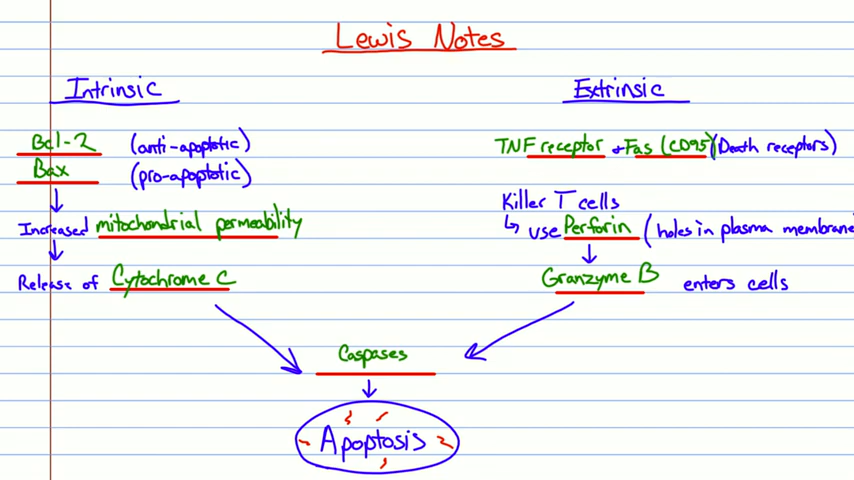 Lewis Notes
Intrinsic
Bcl-2 (anti-apoptotic)
Bax (pro-apoptotic)
Increased mitochondrial permeability
Release of Cytochrome C
Extrinsic
TNF receptor + Fas (CD95) (Death receptors)
Killer T cells
use Perforin (holes in plasma membrane
Granzyme B enters cells
Caspases
Apoptosis